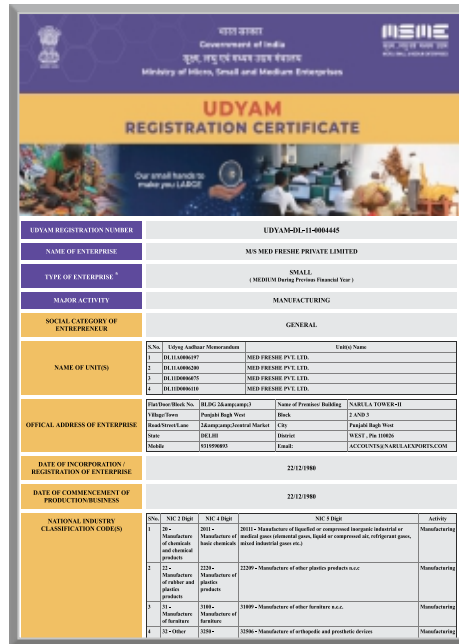 भारत सरकार
Government of India
सूक्ष्म, लघु एवं मध्यम उद्यम मंत्रालय
Ministry of Micro, Small and Medium Enterprises
UDYAM
REGISTRATION CERTIFICATE
Our small hands to
make you LARGE
UDYAM REGISTRATION NUMBER UDYAM-DL-11-0004445
NAME OF ENTERPRISE M/S MED FRESHE PRIVATE LIMITED
TYPE OF ENTERPRISE * SMALL
( MEDIUM During Previous Financial Year )
MAJOR ACTIVITY MANUFACTURING
SOCIAL CATEGORY OF
ENTREPRENEUR GENERAL
NAME OF UNIT(S)
S.No. Udyog Aadhaar Memorandum Unit(s) Name
1 DL11A0006197 MED FRESHE PVT. LTD.
2 DL11A0006200 MED FRESHE PVT. LTD.
3 DL11D0006075 MED FRESHE PVT. LTD.
4 DL11D0006110 MED FRESHE PVT. LTD.
OFFICAL ADDRESS OF ENTERPRISE
Flat/Door/Block No. BLDG 2&amp;amp;3 Name of Premises/ Building NARULA TOWER-II
Village/Town Punjabi Bagh West Block 2 AND 3
Road/Street/Lane 2&amp;amp;3central Market City Punjabi Bagh West
State DELHI District WEST , Pin 110026
Mobile 9319590893 Email: ACCOUNTS@NARULAEXPORTS.COM
DATE OF INCORPORATION /
REGISTRATION OF ENTERPRISE 22/12/1980
DATE OF COMMENCEMENT OF
PRODUCTION/BUSINESS 22/12/1980
NATIONAL INDUSTRY
CLASSIFICATION CODE(S)
SNo. NIC 2 Digit NIC 4 Digit NIC 5 Digit Activity
1 20 - Manufacture of chemicals and chemical products 2011 - Manufacture of basic chemicals 20111 - Manufacture of liquefied or compressed inorganic industrial or medical gases (elemental gases, liquid or compressed air, refrigerant gases, mixed industrial gases etc.) Manufacturing
2 22 - Manufacture of rubber and plastics products 2220 - Manufacture of plastics products 22209 - Manufacture of other plastics products n.e.c Manufacturing
3 31 - Manufacture of furniture 3100 - Manufacture of furniture 31009 - Manufacture of other furniture n.e.c. Manufacturing
4 32 - Other 3250 - 32506 - Manufacture of orthopedic and prosthetic devices Manufacturing